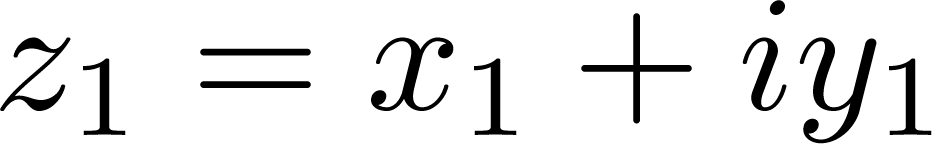 z₁ = x₁ + iy₁